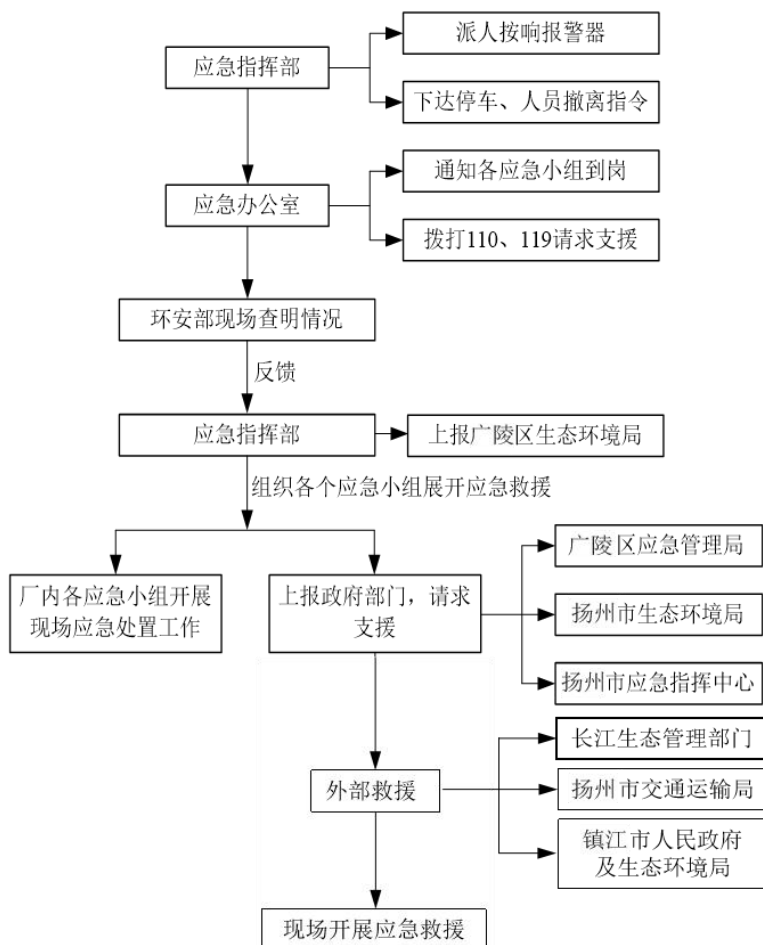 派人按响报警器
应急指挥部
下达停车、人员撤离指令
通知各应急小组到岗
应急办公室
拨打110、119请求支援
环安部现场查明情况
反馈
应急指挥部
上报广陵区生态环境局
组织各个应急小组展开应急救援
广陵区应急管理局
厂内各应急小组开展
现场应急处置工作
上报政府部门，请求
支援
扬州市生态环境局
扬州市应急指挥中心
长江生态管理部门
外部救援
扬州市交通运输局
镇江市人民政府
及生态环境局
现场开展应急救援